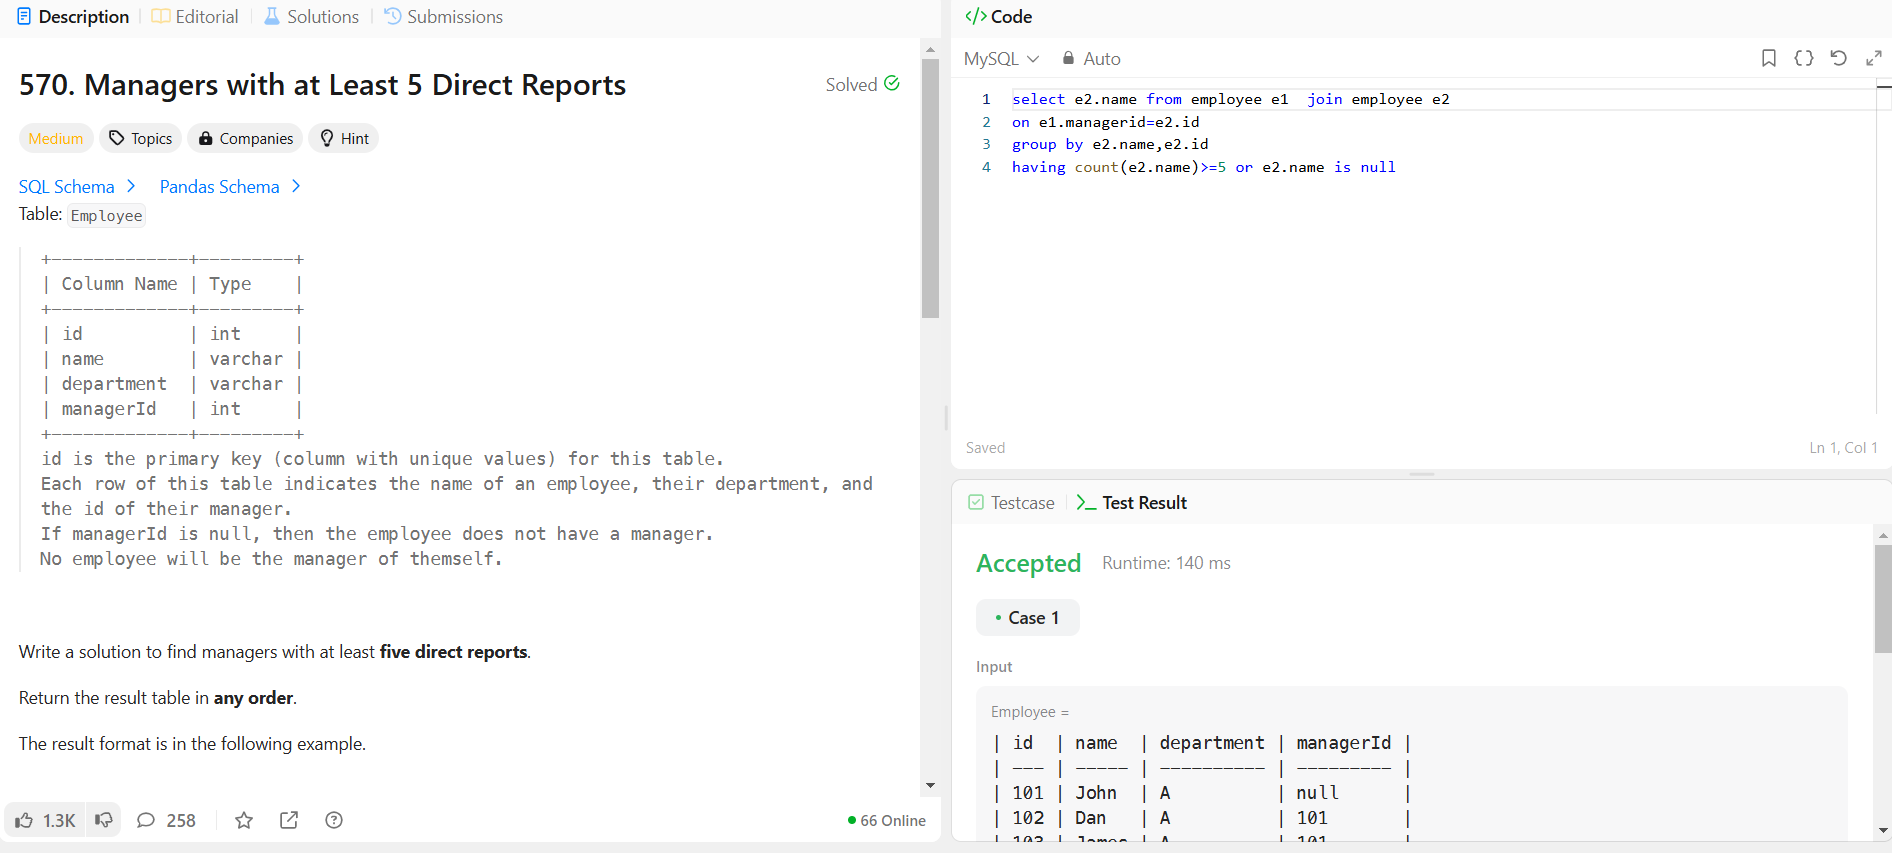 Description | Editorial | Solutions | Submissions
570. Managers with at Least 5 Direct Reports
Solved
Medium Topics Companies Hint
SQL Schema > Pandas Schema >
Table: Employee
+-------------+---------+
| Column Name | Type    |
+-------------+---------+
| id          | int     |
| name        | varchar |
| department  | varchar |
| managerId   | int     |
+-------------+---------+
id is the primary key (column with unique values) for this table.
Each row of this table indicates the name of an employee, their department, and
the id of their manager.
If managerId is null, then the employee does not have a manager.
No employee will be the manager of themself.
Write a solution to find managers with at least five direct reports.
Return the result table in any order.
The result format is in the following example.
1.3K 258
66 Online
</> Code
MySQL Auto
1 select e2.name from employee e1  join employee e2
2 on e1.managerid=e2.id
3 group by e2.name,e2.id
4 having count(e2.name)>=5 or e2.name is null
Saved
Ln 1, Col 1
Testcase | >_ Test Result
Accepted Runtime: 140 ms
• Case 1
Input
Employee =
| id  | name  | department | managerId |
| --- | ----- | ---------- | --------- |
| 101 | John  | A          | null      |
| 102 | Dan   | A          | 101       |
| 103 | James | A          | 101       |